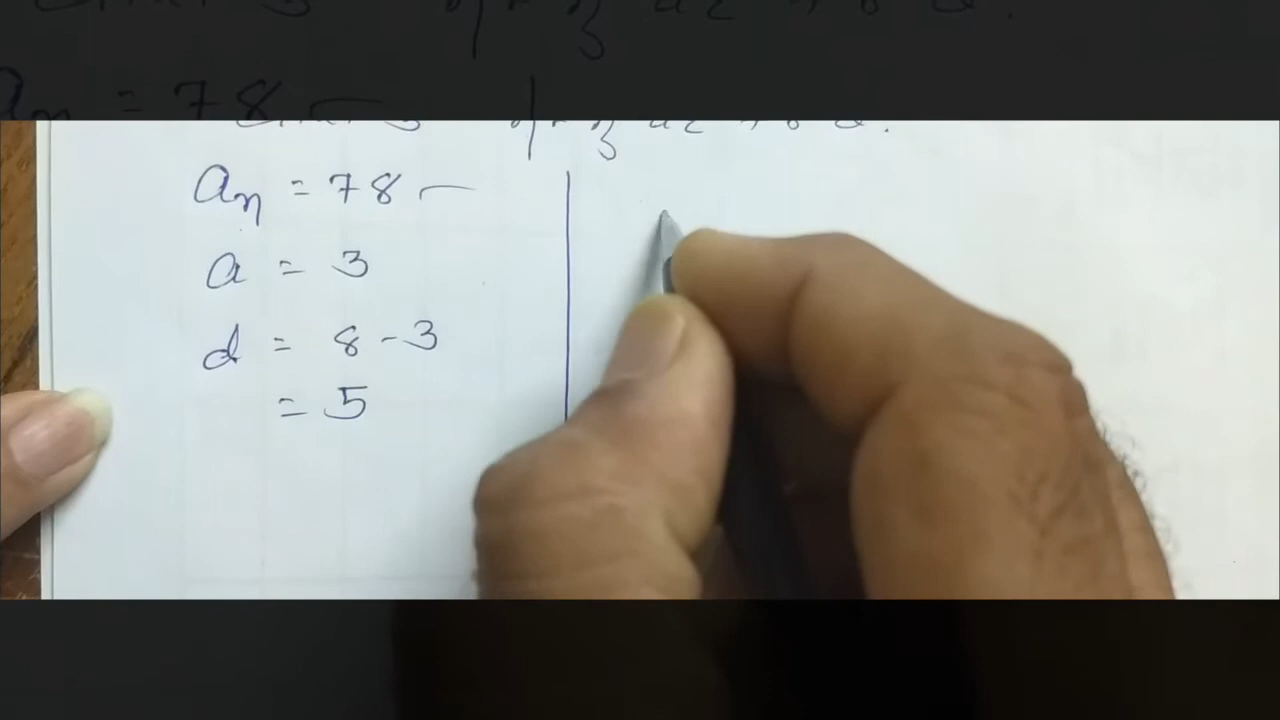 aₙ = 78 —
a = 3
d = 8 - 3
= 5